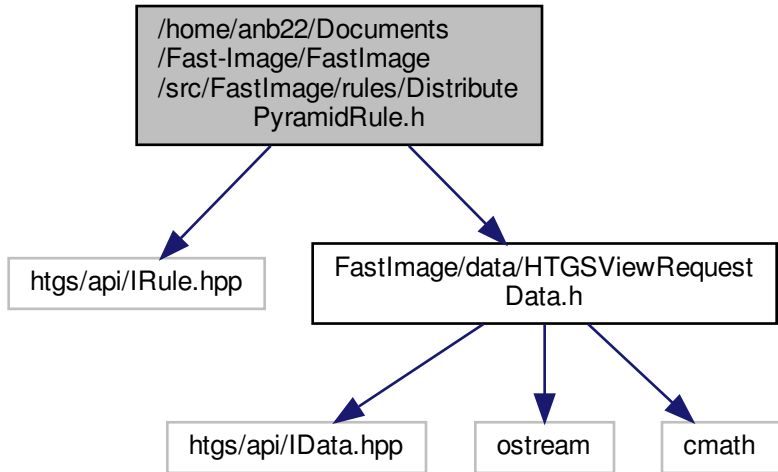 /home/anb22/Documents
/Fast-Image/FastImage
/src/FastImage/rules/Distribute
PyramidRule.h
htgs/api/IRule.hpp
FastImage/data/HTGSViewRequest
Data.h
htgs/api/IData.hpp
ostream
cmath